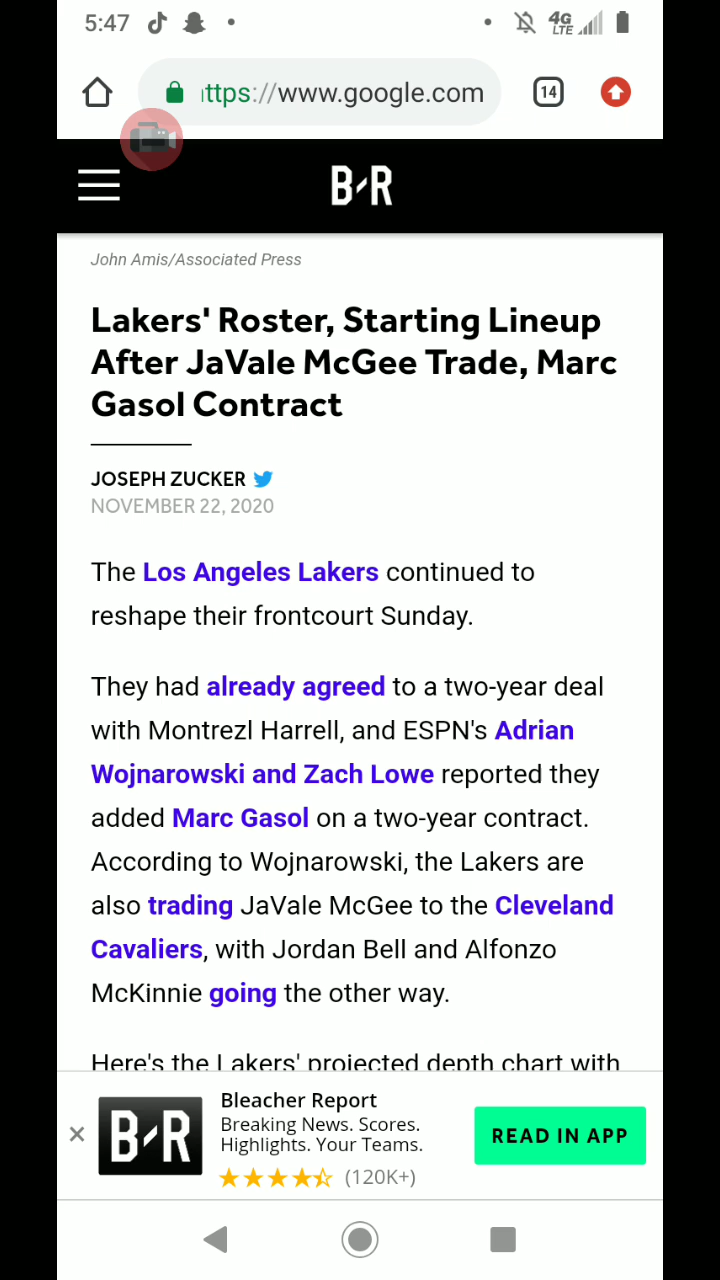 5:47
4G
LTE
ttps://www.google.com
14
B/R
John Amis/Associated Press
Lakers' Roster, Starting Lineup
After JaVale McGee Trade, Marc
Gasol Contract
JOSEPH ZUCKER
NOVEMBER 22, 2020
The Los Angeles Lakers continued to
reshape their frontcourt Sunday.
They had already agreed to a two-year deal
with Montrezl Harrell, and ESPN's Adrian
Wojnarowski and Zach Lowe reported they
added Marc Gasol on a two-year contract.
According to Wojnarowski, the Lakers are
also trading JaVale McGee to the Cleveland
Cavaliers, with Jordan Bell and Alfonzo
McKinnie going the other way.
Here's the Lakers' projected depth chart with
B/R
Bleacher Report
Breaking News. Scores.
Highlights. Your Teams.
(120K+)
READ IN APP